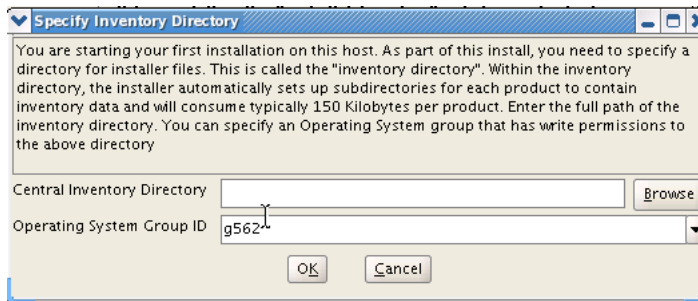 Specify Inventory Directory
You are starting your first installation on this host. As part of this install, you need to specify a
directory for installer files. This is called the "inventory directory". Within the inventory
directory, the installer automatically sets up subdirectories for each product to contain
inventory data and will consume typically 150 Kilobytes per product. Enter the full path of the
inventory directory. You can specify an Operating System group that has write permissions to
the above directory
Central Inventory Directory
Browse
Operating System Group ID g562
OK Cancel